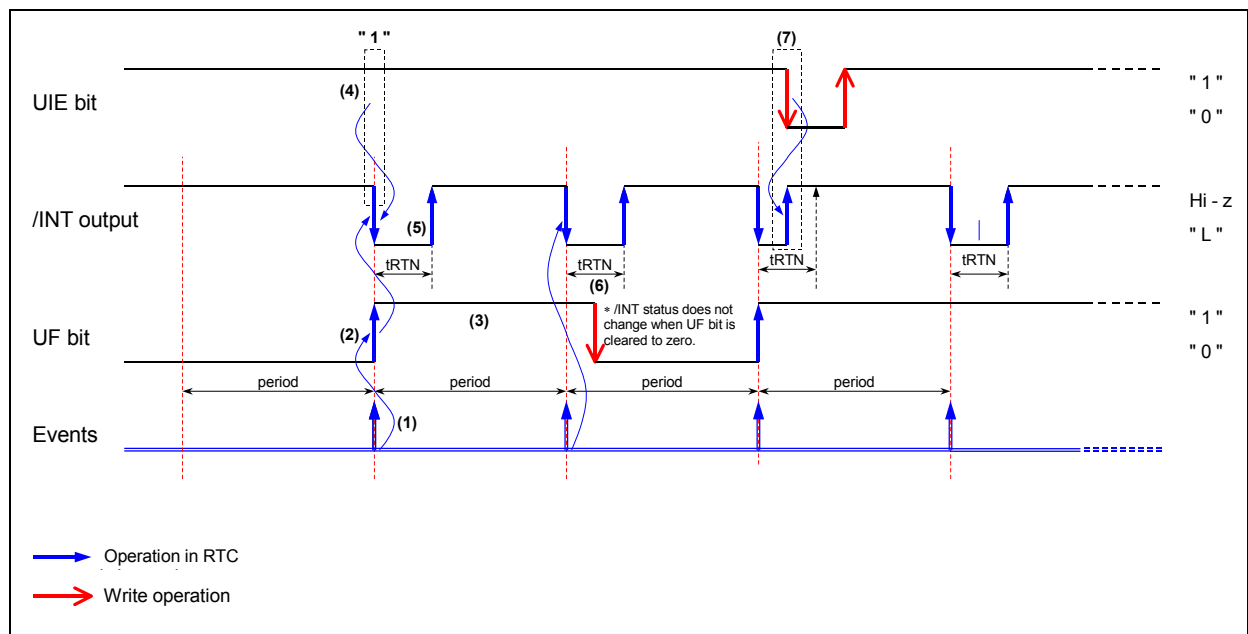 " 1 "
(7)
UIE bit
(4)
" 1 "
" 0 "
/INT output
(5)
Hi - z
" L "
tRTN
tRTN
tRTN
tRTN
(6)
* /INT status does not
change when UF bit is
cleared to zero.
UF bit
(2)
(3)
" 1 "
" 0 "
period
period
period
period
Events
(1)
Operation in RTC
Write operation